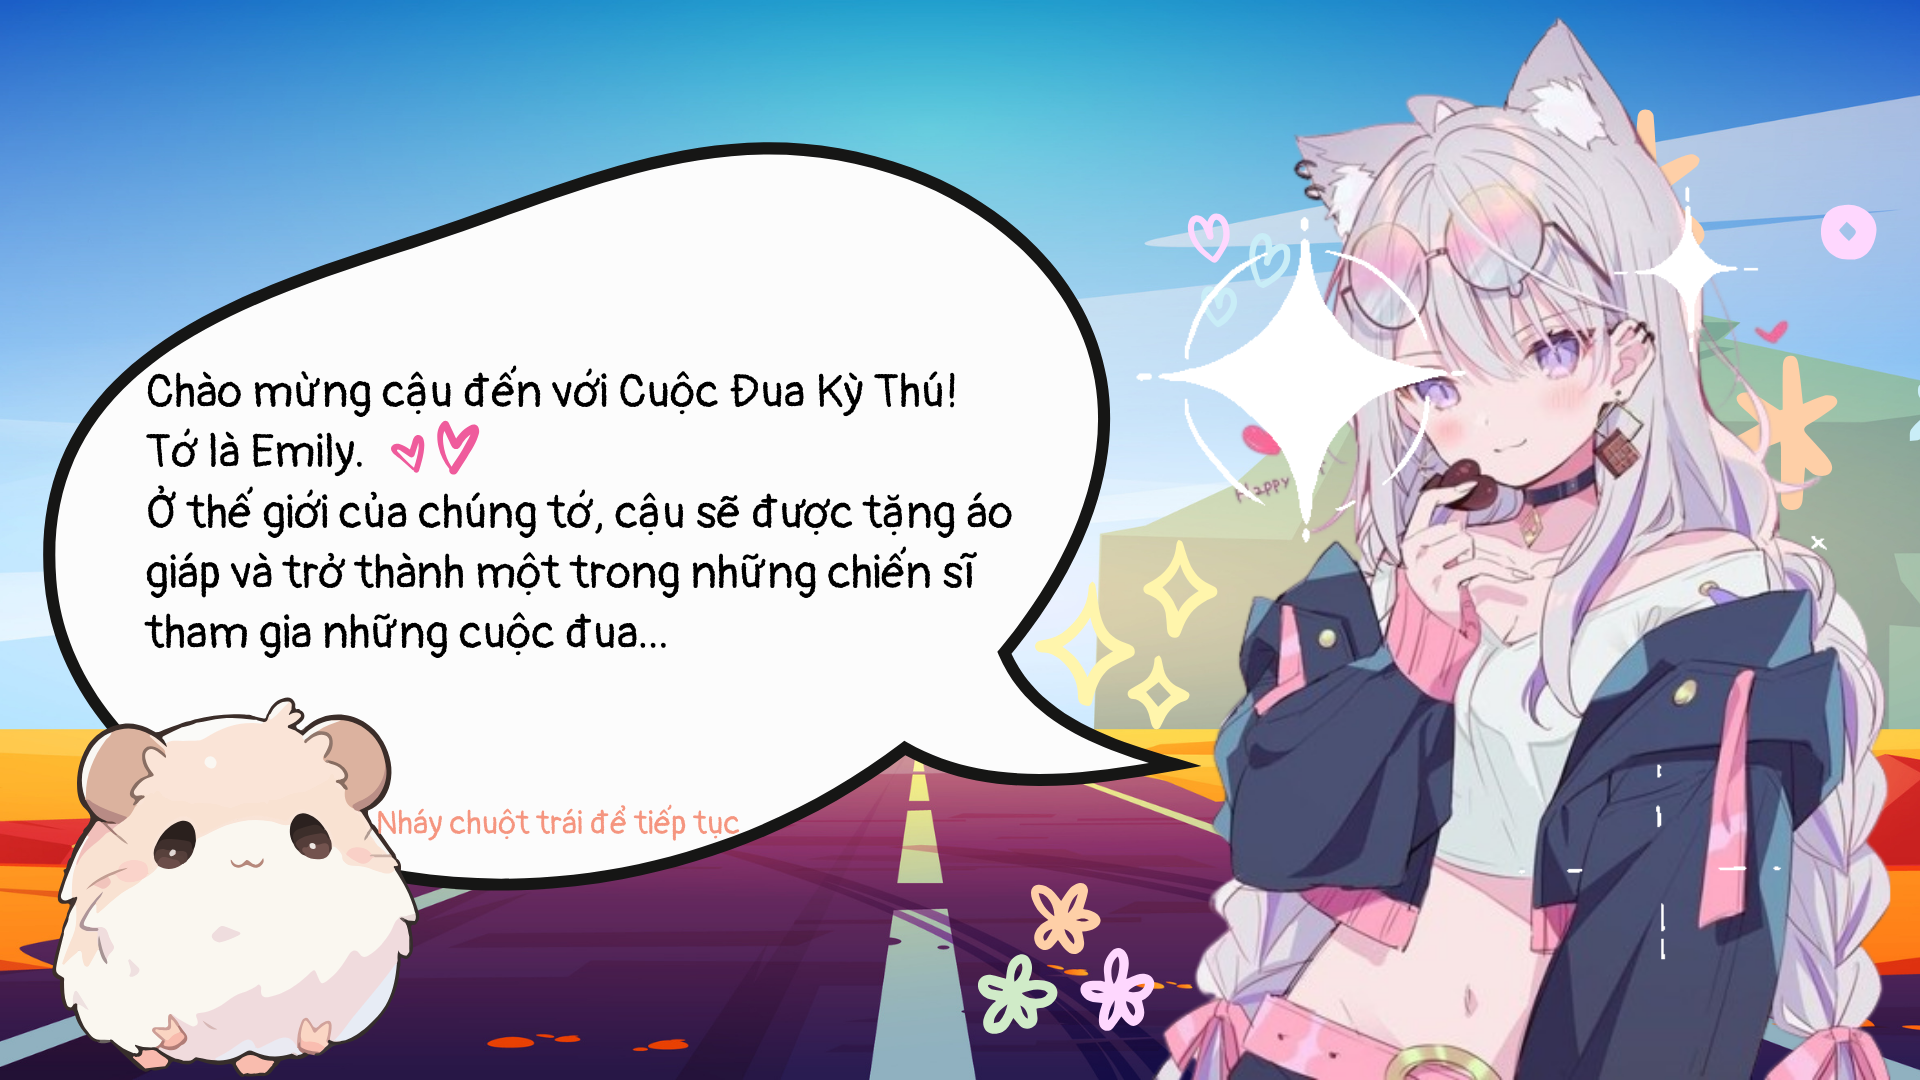 Chào mừng cậu đến với Cuộc Đua Kỳ Thú!
Tớ là Emily.
Ở thế giới của chúng tớ, cậu sẽ được tặng áo
giáp và trở thành một trong những chiến sĩ
tham gia những cuộc đua...
Nháy chuột trái để tiếp tục
Happy